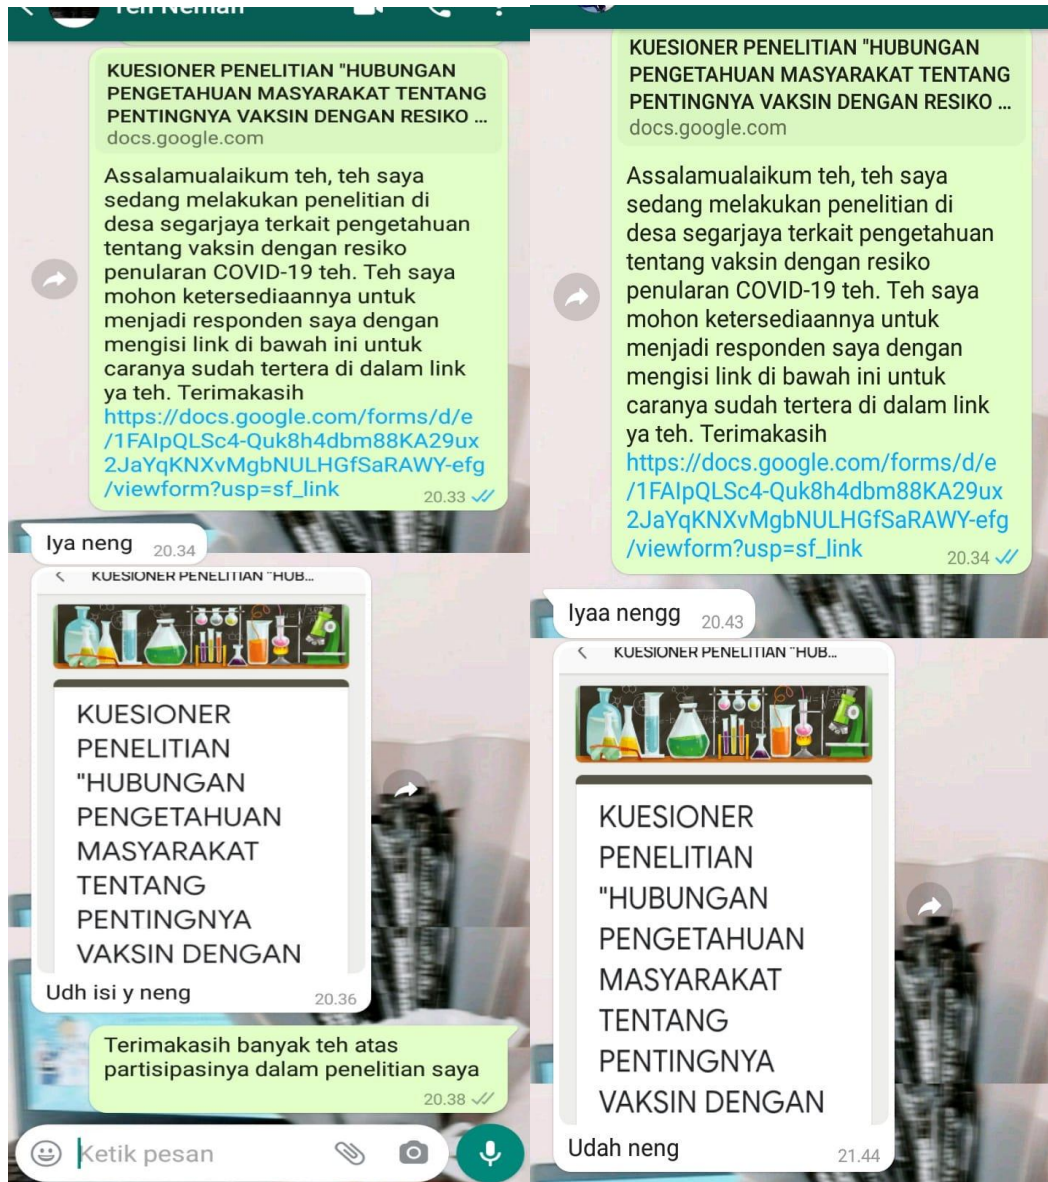 Teh Neman
KUESIONER PENELITIAN "HUBUNGAN
PENGETAHUAN MASYARAKAT TENTANG
PENTINGNYA VAKSIN DENGAN RESIKO ...
docs.google.com
Assalamualaikum teh, teh saya
sedang melakukan penelitian di
desa segarjaya terkait pengetahuan
tentang vaksin dengan resiko
penularan COVID-19 teh. Teh saya
mohon ketersediaannya untuk
menjadi responden saya dengan
mengisi link di bawah ini untuk
caranya sudah tertera di dalam link
ya teh. Terimakasih
https://docs.google.com/forms/d/e
/1FAIpQLSc4-Quk8h4dbm88KA29ux
2JaYqKNXvMgbNULHGfSaRAWY-efg
/viewform?usp=sf_link
20.33
Iya neng 20.34
KUESIONER PENELITIAN "HUB...
KUESIONER
PENELITIAN
"HUBUNGAN
PENGETAHUAN
MASYARAKAT
TENTANG
PENTINGNYA
VAKSIN DENGAN
Udh isi y neng 20.36
Terimakasih banyak teh atas
partisipasinya dalam penelitian saya
20.38
Ketik pesan
KUESIONER PENELITIAN "HUBUNGAN
PENGETAHUAN MASYARAKAT TENTANG
PENTINGNYA VAKSIN DENGAN RESIKO ...
docs.google.com
Assalamualaikum teh, teh saya
sedang melakukan penelitian di
desa segarjaya terkait pengetahuan
tentang vaksin dengan resiko
penularan COVID-19 teh. Teh saya
mohon ketersediaannya untuk
menjadi responden saya dengan
mengisi link di bawah ini untuk
caranya sudah tertera di dalam link
ya teh. Terimakasih
https://docs.google.com/forms/d/e
/1FAIpQLSc4-Quk8h4dbm88KA29ux
2JaYqKNXvMgbNULHGfSaRAWY-efg
/viewform?usp=sf_link
20.34
Iyaa nengg 20.43
KUESIONER PENELITIAN "HUB...
KUESIONER
PENELITIAN
"HUBUNGAN
PENGETAHUAN
MASYARAKAT
TENTANG
PENTINGNYA
VAKSIN DENGAN
Udah neng 21.44